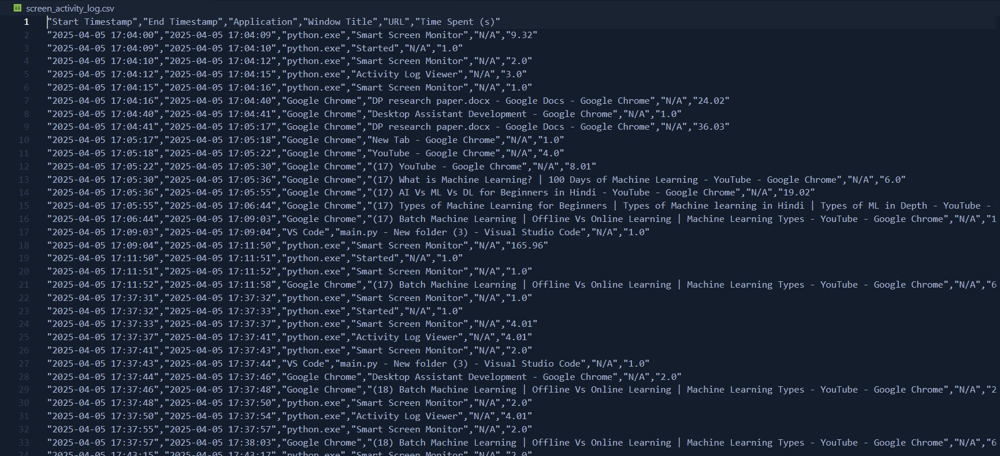 screen_activity_log.csv
1 "Start Timestamp","End Timestamp","Application","Window Title","URL","Time Spent (s)"
2 "2025-04-05 17:04:00","2025-04-05 17:04:09","python.exe","Smart Screen Monitor","N/A","9.32"
3 "2025-04-05 17:04:09","2025-04-05 17:04:10","python.exe","Started","N/A","1.0"
4 "2025-04-05 17:04:10","2025-04-05 17:04:12","python.exe","Smart Screen Monitor","N/A","2.0"
5 "2025-04-05 17:04:12","2025-04-05 17:04:15","python.exe","Activity Log Viewer","N/A","3.0"
6 "2025-04-05 17:04:15","2025-04-05 17:04:16","python.exe","Smart Screen Monitor","N/A","1.0"
7 "2025-04-05 17:04:16","2025-04-05 17:04:40","Google Chrome","DP research paper.docx - Google Docs - Google Chrome","N/A","24.02"
8 "2025-04-05 17:04:40","2025-04-05 17:04:41","Google Chrome","Desktop Assistant Development - Google Chrome","N/A","1.0"
9 "2025-04-05 17:04:41","2025-04-05 17:05:17","Google Chrome","DP research paper.docx - Google Docs - Google Chrome","N/A","36.03"
10 "2025-04-05 17:05:17","2025-04-05 17:05:18","Google Chrome","New Tab - Google Chrome","N/A","1.0"
11 "2025-04-05 17:05:18","2025-04-05 17:05:22","Google Chrome","YouTube - Google Chrome","N/A","4.0"
12 "2025-04-05 17:05:22","2025-04-05 17:05:30","Google Chrome","(17) YouTube - Google Chrome","N/A","8.01"
13 "2025-04-05 17:05:30","2025-04-05 17:05:36","Google Chrome","(17) What is Machine Learning? | 100 Days of Machine Learning - YouTube - Google Chrome","N/A","6.0"
14 "2025-04-05 17:05:36","2025-04-05 17:05:55","Google Chrome","(17) AI Vs ML Vs DL for Beginners in Hindi - YouTube - Google Chrome","N/A","19.02"
15 "2025-04-05 17:05:55","2025-04-05 17:06:44","Google Chrome","(17) Types of Machine Learning for Beginners | Types of Machine learning in Hindi | Types of ML in Depth - YouTube -
16 "2025-04-05 17:06:44","2025-04-05 17:09:03","Google Chrome","(17) Batch Machine Learning | Offline Vs Online Learning | Machine Learning Types - YouTube - Google Chrome","N/A","1
17 "2025-04-05 17:09:03","2025-04-05 17:09:04","VS Code","main.py - New folder (3) - Visual Studio Code","N/A","1.0"
18 "2025-04-05 17:09:04","2025-04-05 17:11:50","python.exe","Smart Screen Monitor","N/A","165.96"
19 "2025-04-05 17:11:50","2025-04-05 17:11:51","python.exe","Started","N/A","1.0"
20 "2025-04-05 17:11:51","2025-04-05 17:11:52","python.exe","Smart Screen Monitor","N/A","1.0"
21 "2025-04-05 17:11:52","2025-04-05 17:11:58","Google Chrome","(17) Batch Machine Learning | Offline Vs Online Learning | Machine Learning Types - YouTube - Google Chrome","N/A","6
22 "2025-04-05 17:37:31","2025-04-05 17:37:32","python.exe","Smart Screen Monitor","N/A","1.0"
23 "2025-04-05 17:37:32","2025-04-05 17:37:33","python.exe","Started","N/A","1.0"
24 "2025-04-05 17:37:33","2025-04-05 17:37:37","python.exe","Smart Screen Monitor","N/A","4.01"
25 "2025-04-05 17:37:37","2025-04-05 17:37:41","python.exe","Activity Log Viewer","N/A","4.01"
26 "2025-04-05 17:37:41","2025-04-05 17:37:43","python.exe","Smart Screen Monitor","N/A","2.0"
27 "2025-04-05 17:37:43","2025-04-05 17:37:44","VS Code","main.py - New folder (3) - Visual Studio Code","N/A","1.0"
28 "2025-04-05 17:37:44","2025-04-05 17:37:46","Google Chrome","Desktop Assistant Development - Google Chrome","N/A","2.0"
29 "2025-04-05 17:37:46","2025-04-05 17:37:48","Google Chrome","(18) Batch Machine Learning | Offline Vs Online Learning | Machine Learning Types - YouTube - Google Chrome","N/A","2
30 "2025-04-05 17:37:48","2025-04-05 17:37:50","python.exe","Smart Screen Monitor","N/A","2.0"
31 "2025-04-05 17:37:50","2025-04-05 17:37:54","python.exe","Activity Log Viewer","N/A","4.01"
32 "2025-04-05 17:37:55","2025-04-05 17:37:57","python.exe","Smart Screen Monitor","N/A","2.0"
33 "2025-04-05 17:37:57","2025-04-05 17:38:03","Google Chrome","(18) Batch Machine Learning | Offline Vs Online Learning | Machine Learning Types - YouTube - Google Chrome","N/A","6
34 "2025-04-05 17:43:15","2025-04-05 17:43:17","python.exe","Smart Screen Monitor","N/A","2.0"